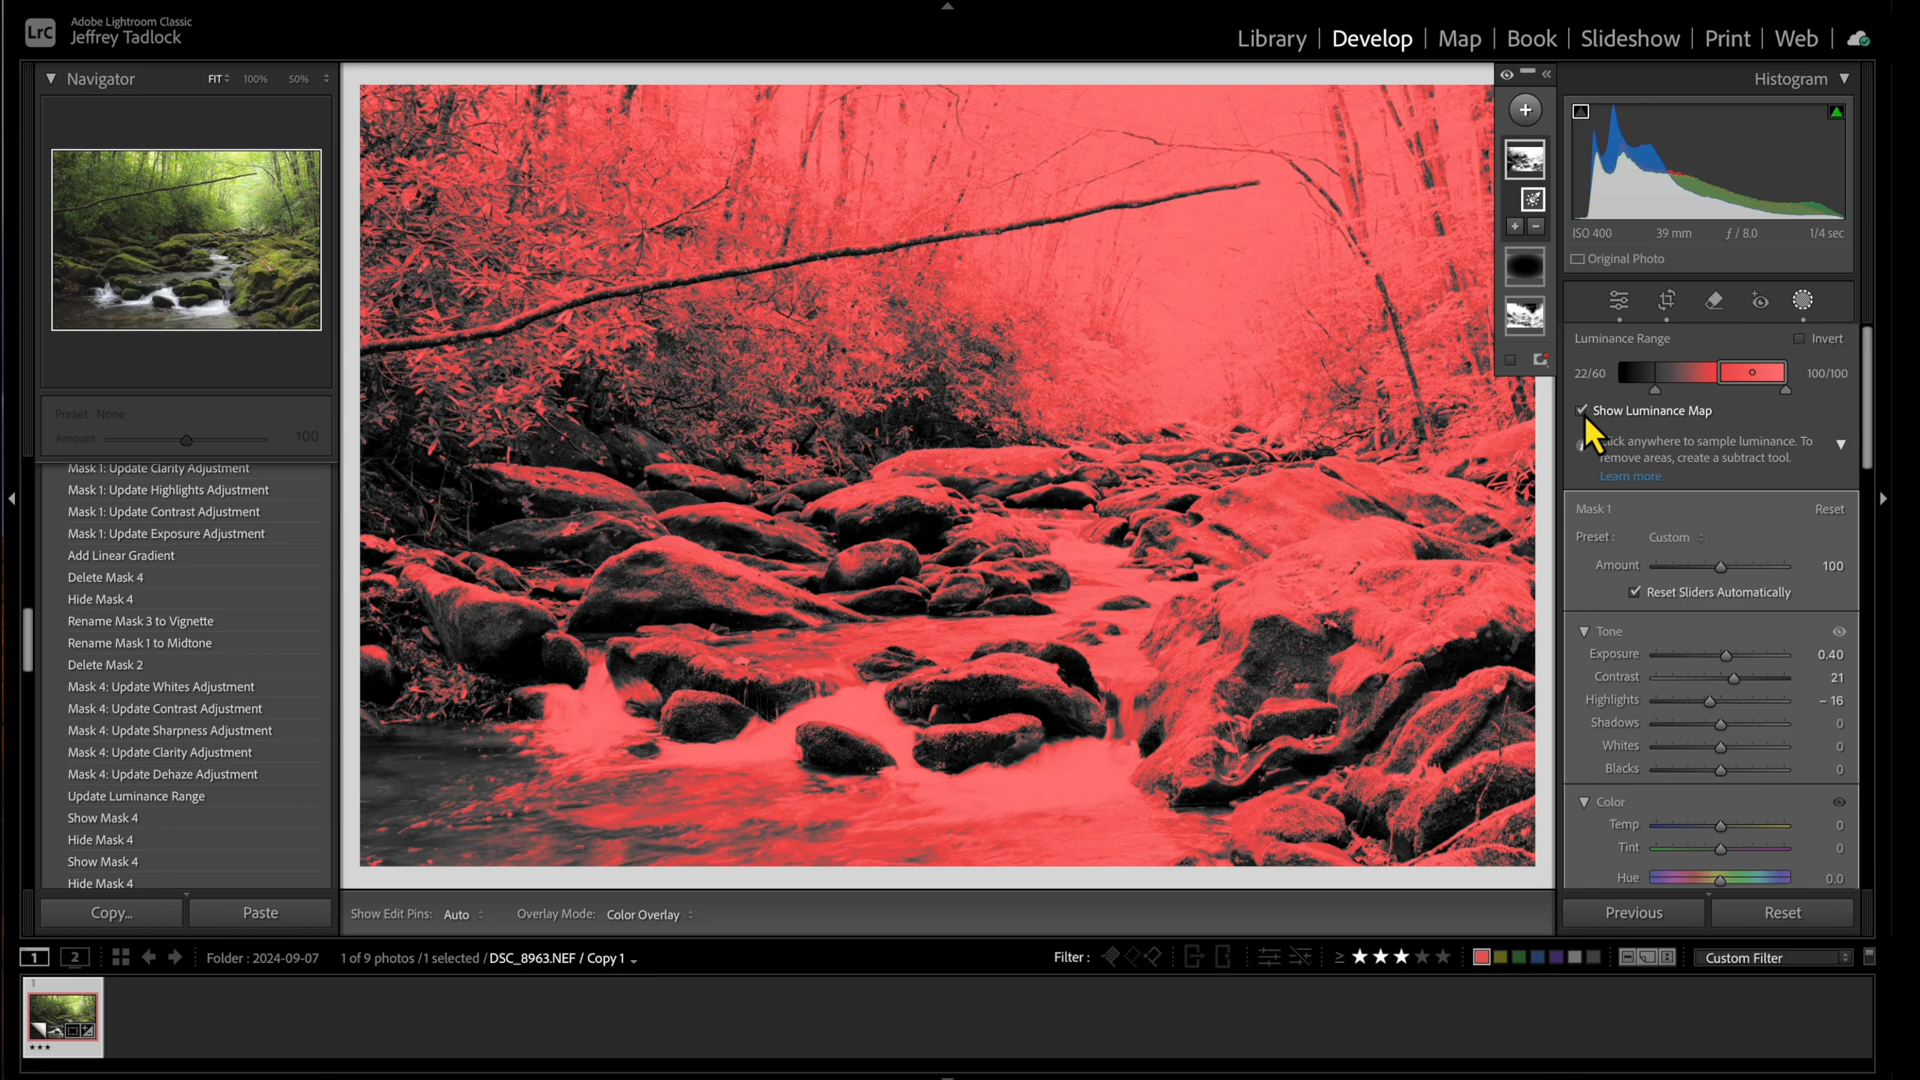 LrC
Adobe Lightroom Classic
Jeffrey Tadlock
Library | Develop | Map | Book | Slideshow | Print | Web
Navigator
FIT
100%
50%
Preset : None
Amount
100
Mask 1: Update Clarity Adjustment
Mask 1: Update Highlights Adjustment
Mask 1: Update Contrast Adjustment
Mask 1: Update Exposure Adjustment
Add Linear Gradient
Delete Mask 4
Hide Mask 4
Rename Mask 3 to Vignette
Rename Mask 1 to Midtone
Delete Mask 2
Mask 4: Update Whites Adjustment
Mask 4: Update Contrast Adjustment
Mask 4: Update Sharpness Adjustment
Mask 4: Update Clarity Adjustment
Mask 4: Update Dehaze Adjustment
Update Luminance Range
Show Mask 4
Hide Mask 4
Show Mask 4
Hide Mask 4
Copy...
Paste
Show Edit Pins: Auto
Overlay Mode: Color Overlay
Histogram
ISO 400
39 mm
ƒ / 8.0
1/4 sec
Original Photo
Luminance Range
Invert
22/60
100/100
Show Luminance Map
anywhere to sample luminance. To
remove areas, create a subtract tool.
Learn more
Mask 1
Reset
Preset : Custom
Amount 100
Reset Sliders Automatically
Tone
Exposure 0.40
Contrast 21
Highlights – 16
Shadows 0
Whites 0
Blacks 0
Color
Temp 0
Tint 0
Hue 0.0
Previous
Reset
1
2
Folder : 2024-09-07
1 of 9 photos / 1 selected / DSC_8963.NEF / Copy 1
Filter :
≥ ★★★★★
Custom Filter
1
★★★